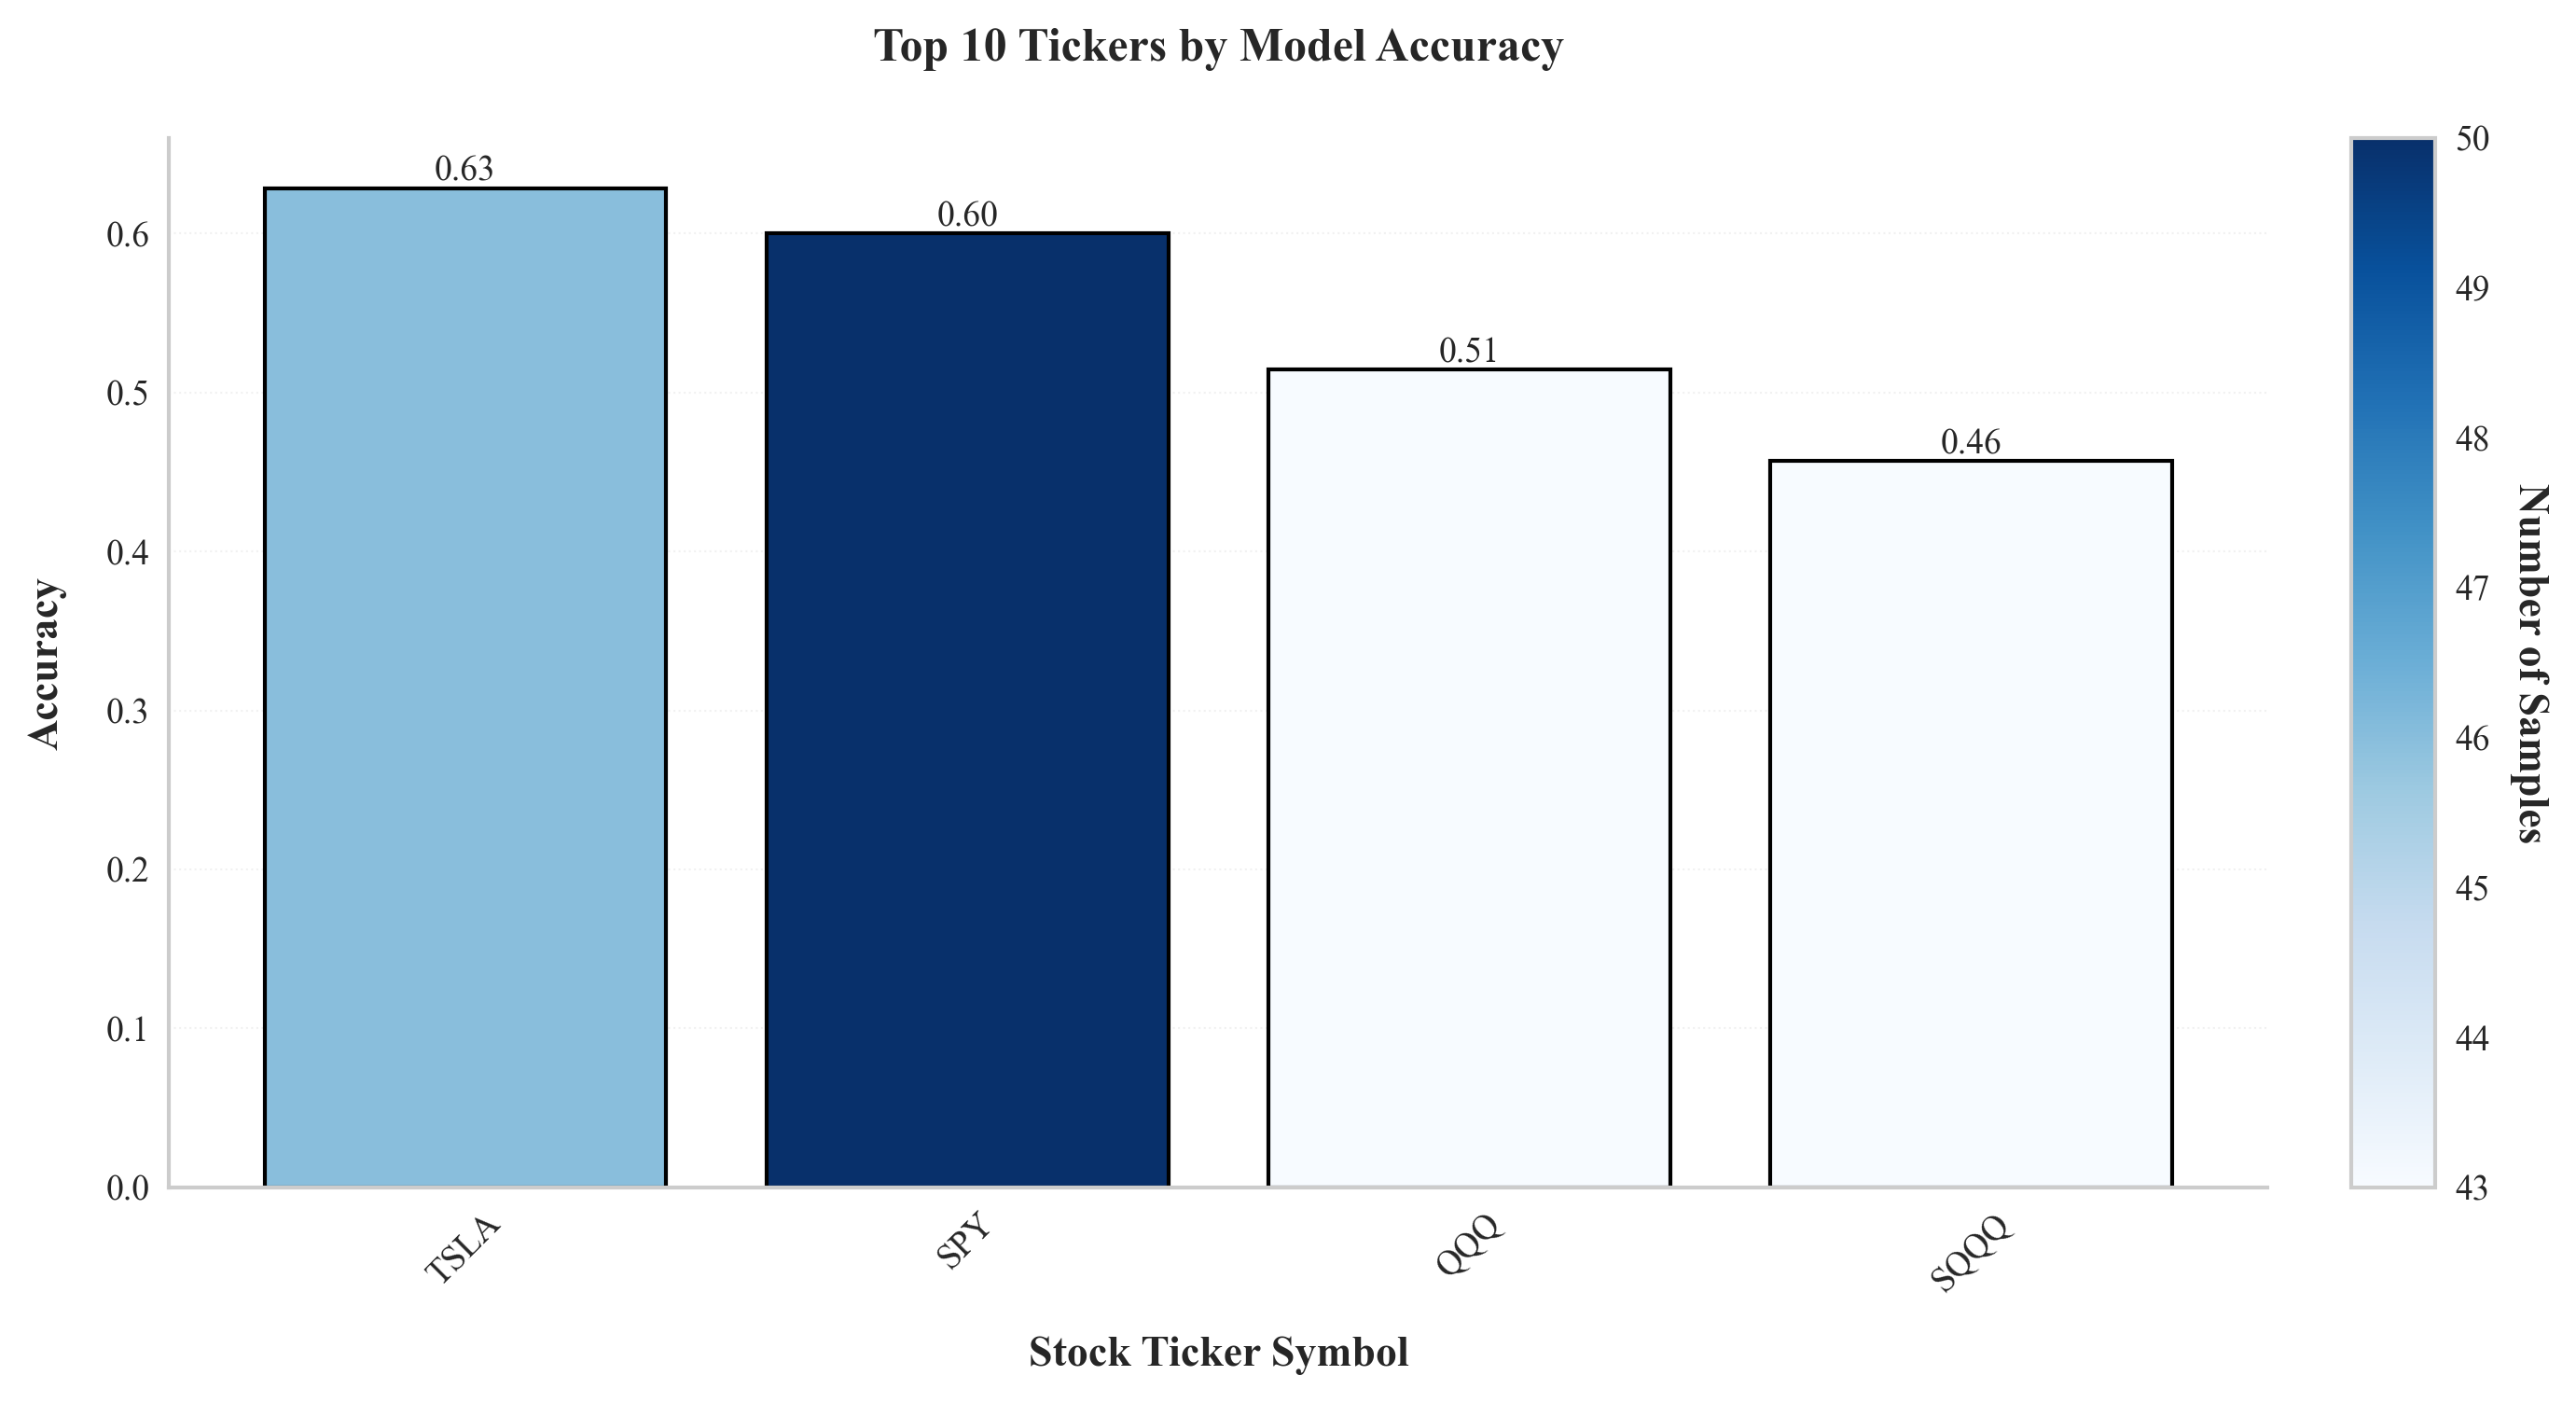 Top 10 Tickers by Model Accuracy
0.63
0.60
0.51
0.46
0.6
0.5
0.4
0.3
0.2
0.1
0.0
Accuracy
TSLA
SPY
QQQ
SQQQ
Stock Ticker Symbol
50
49
48
47
46
45
44
43
Number of Samples